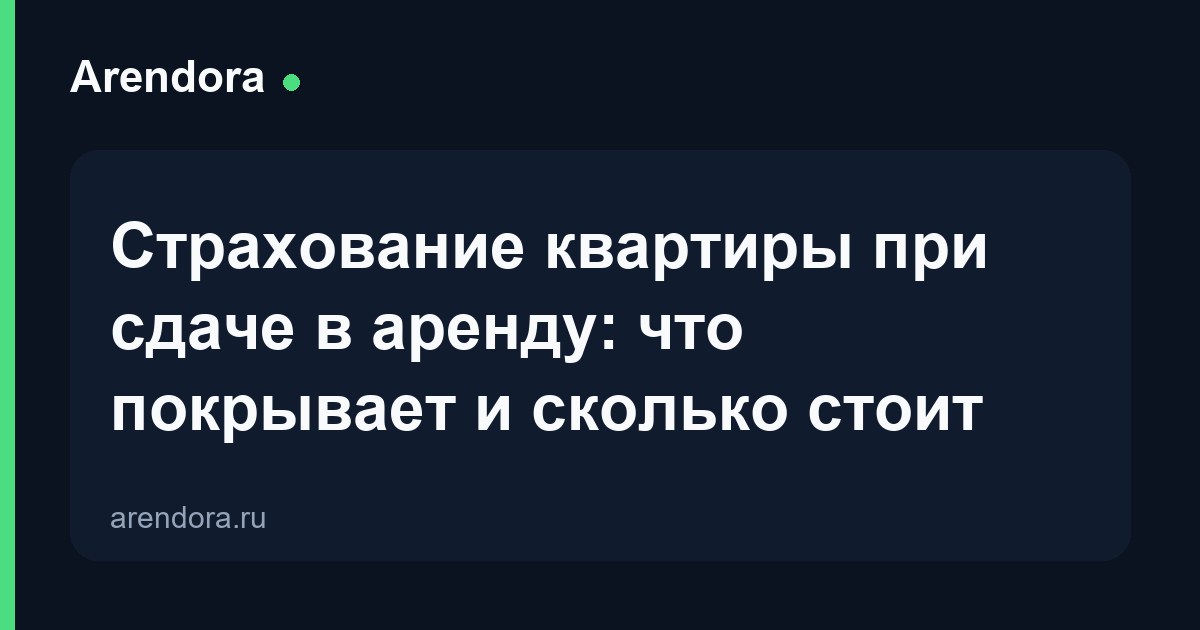 Arendora
Страхование квартиры при
сдаче в аренду: что
покрывает и сколько стоит
arendora.ru